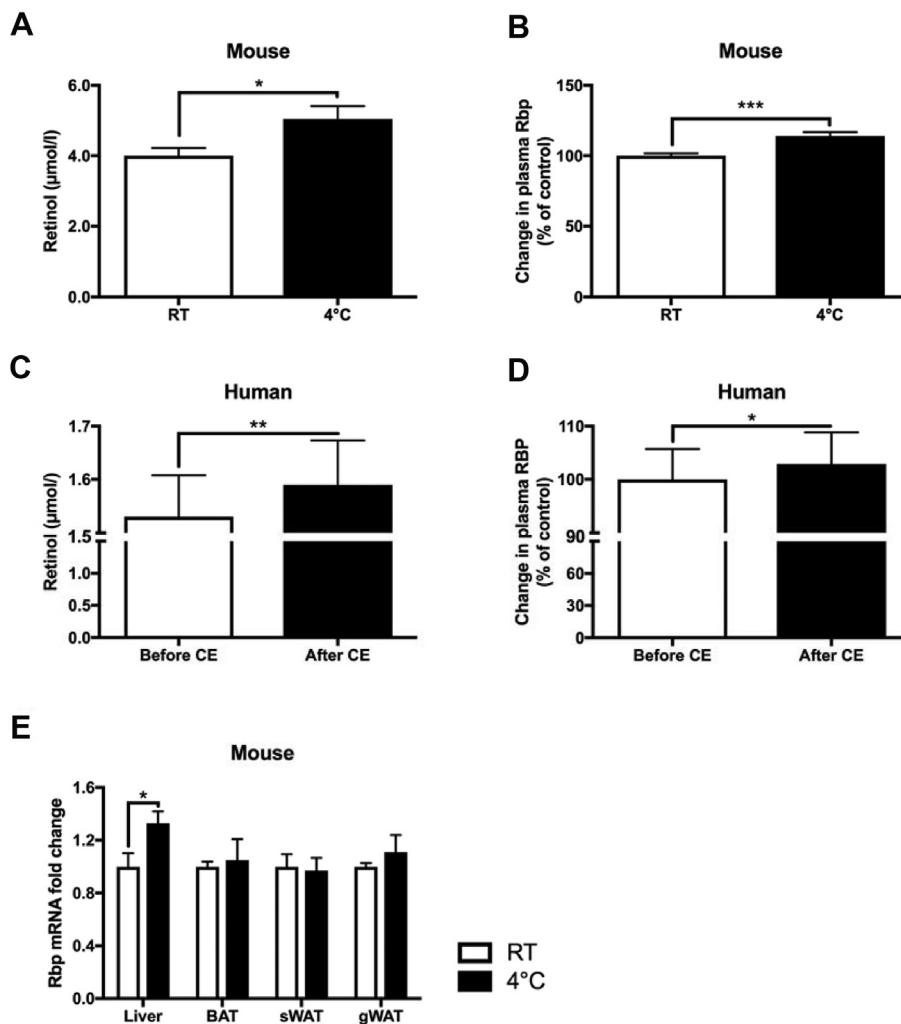 A
Mouse
Retinol (µmol/l)
6.0
4.0
2.0
0.0
*
RT
4°C
B
Mouse
Change in plasma Rbp
(% of control)
150
100
50
0
***
RT
4°C
C
Human
Retinol (µmol/)
1.7
1.6
1.5
1.0
0.5
0.0
**
Before CE
After CE
D
Human
Change in plasma RBP
(% of control)
110
100
90
60
30
0
*
Before CE
After CE
E
Mouse
Rbp mRNA fold change
1.6
1.2
0.8
0.4
0.0
*
Liver
BAT
sWAT
gWAT
RT
4°C